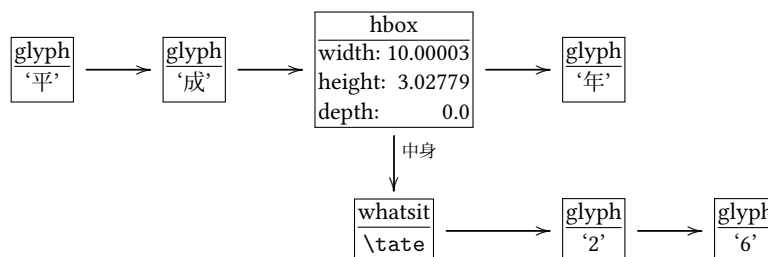 glyph
‘平’
glyph
‘成’
hbox
width: 10.00003
height: 3.02779
depth: 0.0
glyph
‘年’
中身
whatsit
\tate
glyph
‘2’
glyph
‘6’